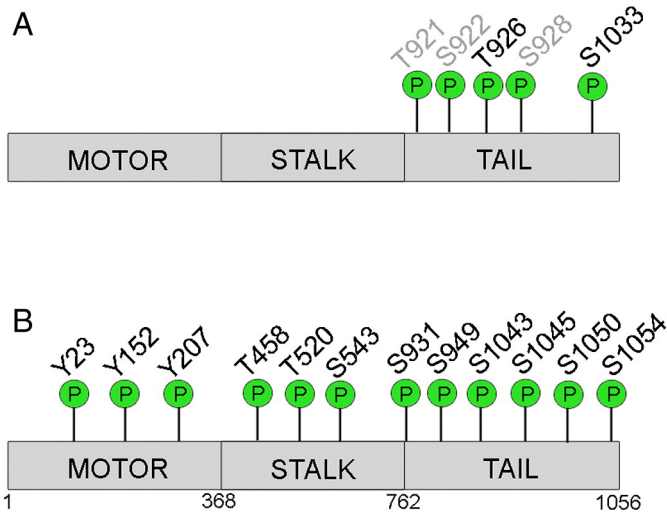 A
T921 S922 T926 S928 S1033
P P P P P
MOTOR STALK TAIL
B
Y23 Y152 Y207 T458 T520 S543 S931 S949 S1043 S1045 S1050 S1054
P P P P P P P P P P P P
MOTOR STALK TAIL
1 368 762 1056